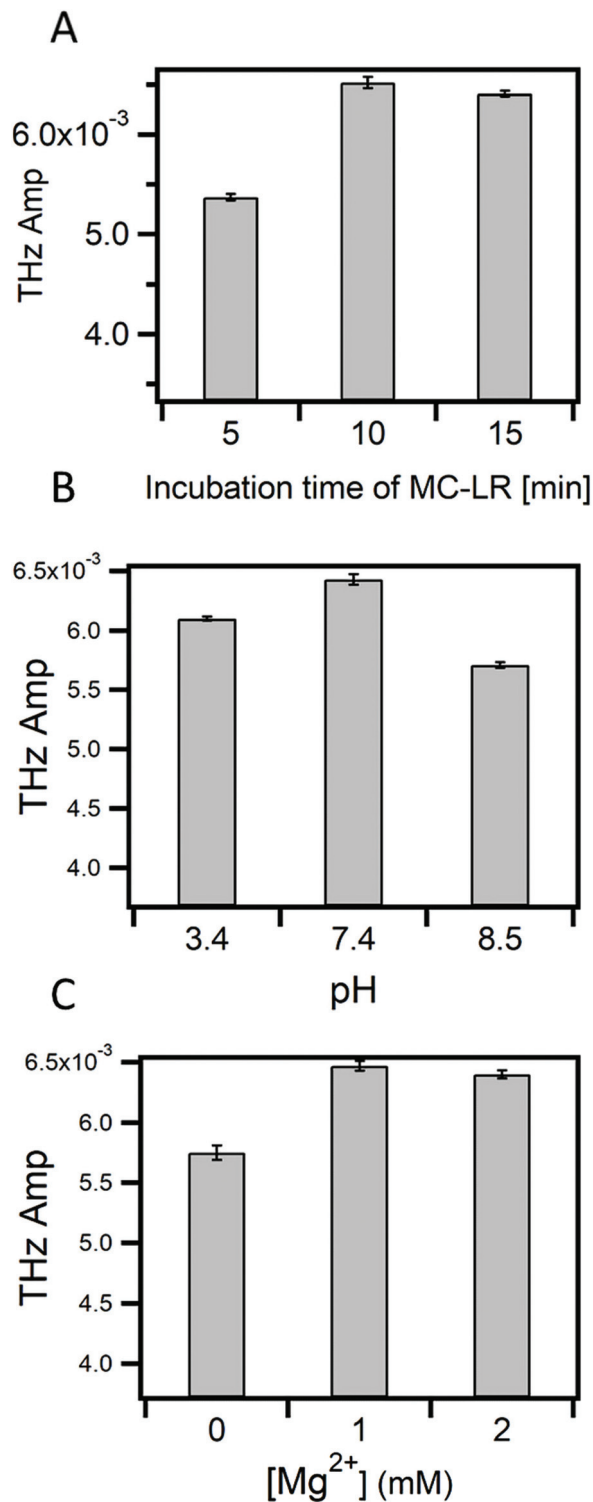 A
THz Amp
6.0x10⁻³
5.0
4.0
5 10 15
Incubation time of MC-LR [min]
B
THz Amp
6.5x10⁻³
6.0
5.5
5.0
4.5
4.0
3.4 7.4 8.5
pH
C
THz Amp
6.5x10⁻³
6.0
5.5
5.0
4.5
4.0
0 1 2
[Mg²⁺] (mM)